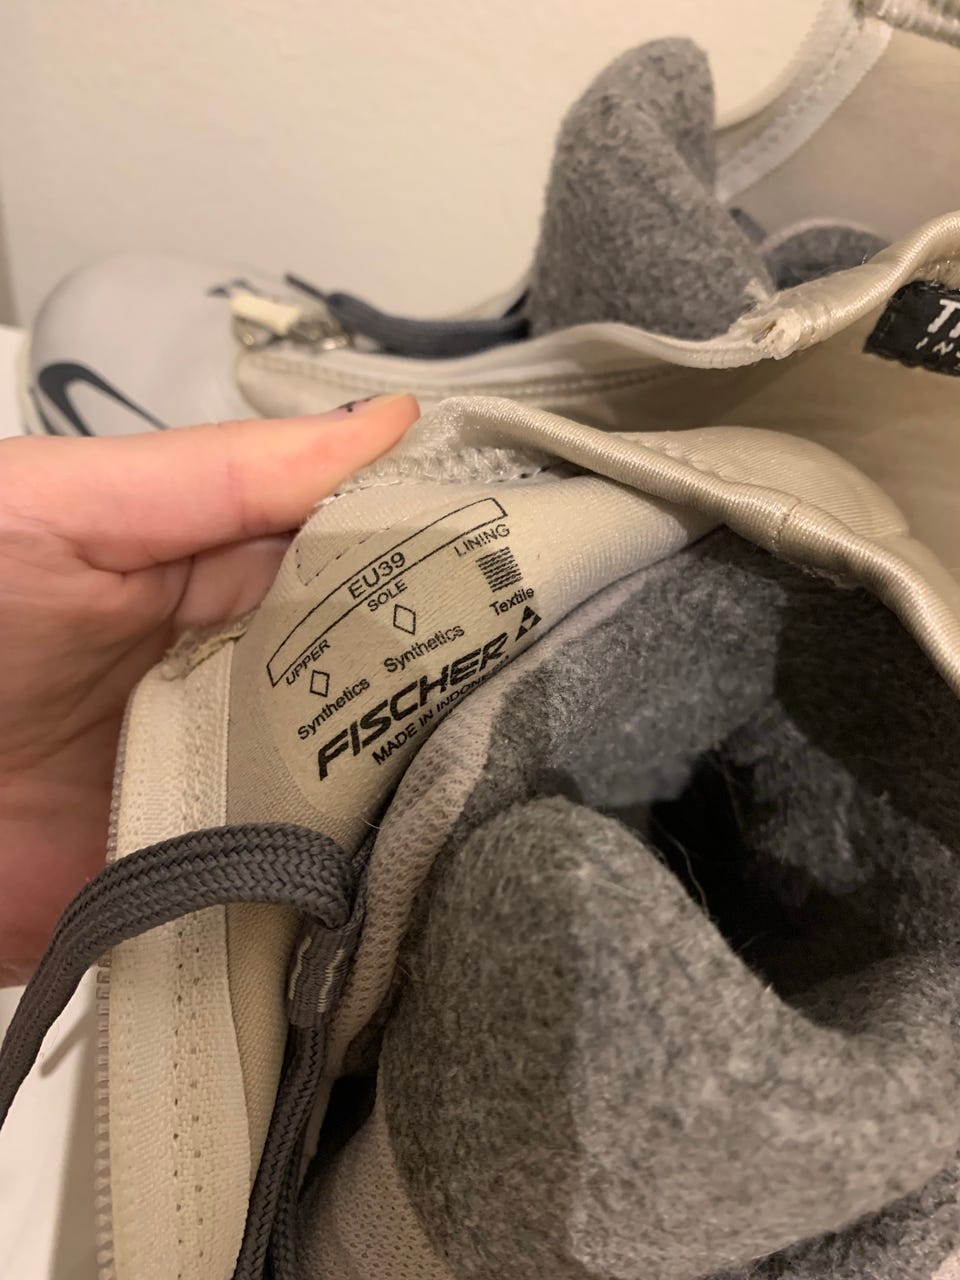 EU39
UPPER SOLE LINING
Synthetics Synthetics Textile
FISCHER
MADE IN INDONESIA